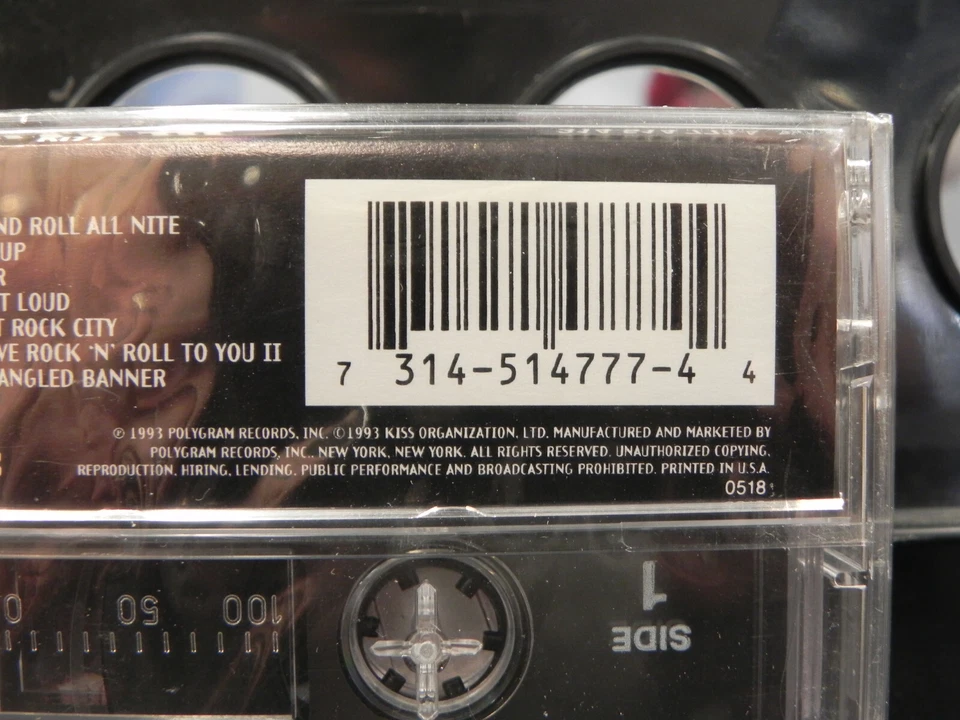 ND ROLL ALL NITE
UP
R
T LOUD
T ROCK CITY
VE ROCK 'N' ROLL TO YOU II
ANGLED BANNER
7 314-514777-4 4
℗ 1993 POLYGRAM RECORDS, INC. © 1993 KISS ORGANIZATION, LTD. MANUFACTURED AND MARKETED BY
POLYGRAM RECORDS, INC., NEW YORK, NEW YORK. ALL RIGHTS RESERVED. UNAUTHORIZED COPYING,
REPRODUCTION, HIRING, LENDING, PUBLIC PERFORMANCE AND BROADCASTING PROHIBITED. PRINTED IN U.S.A.
0518
0 50 100
SIDE 1